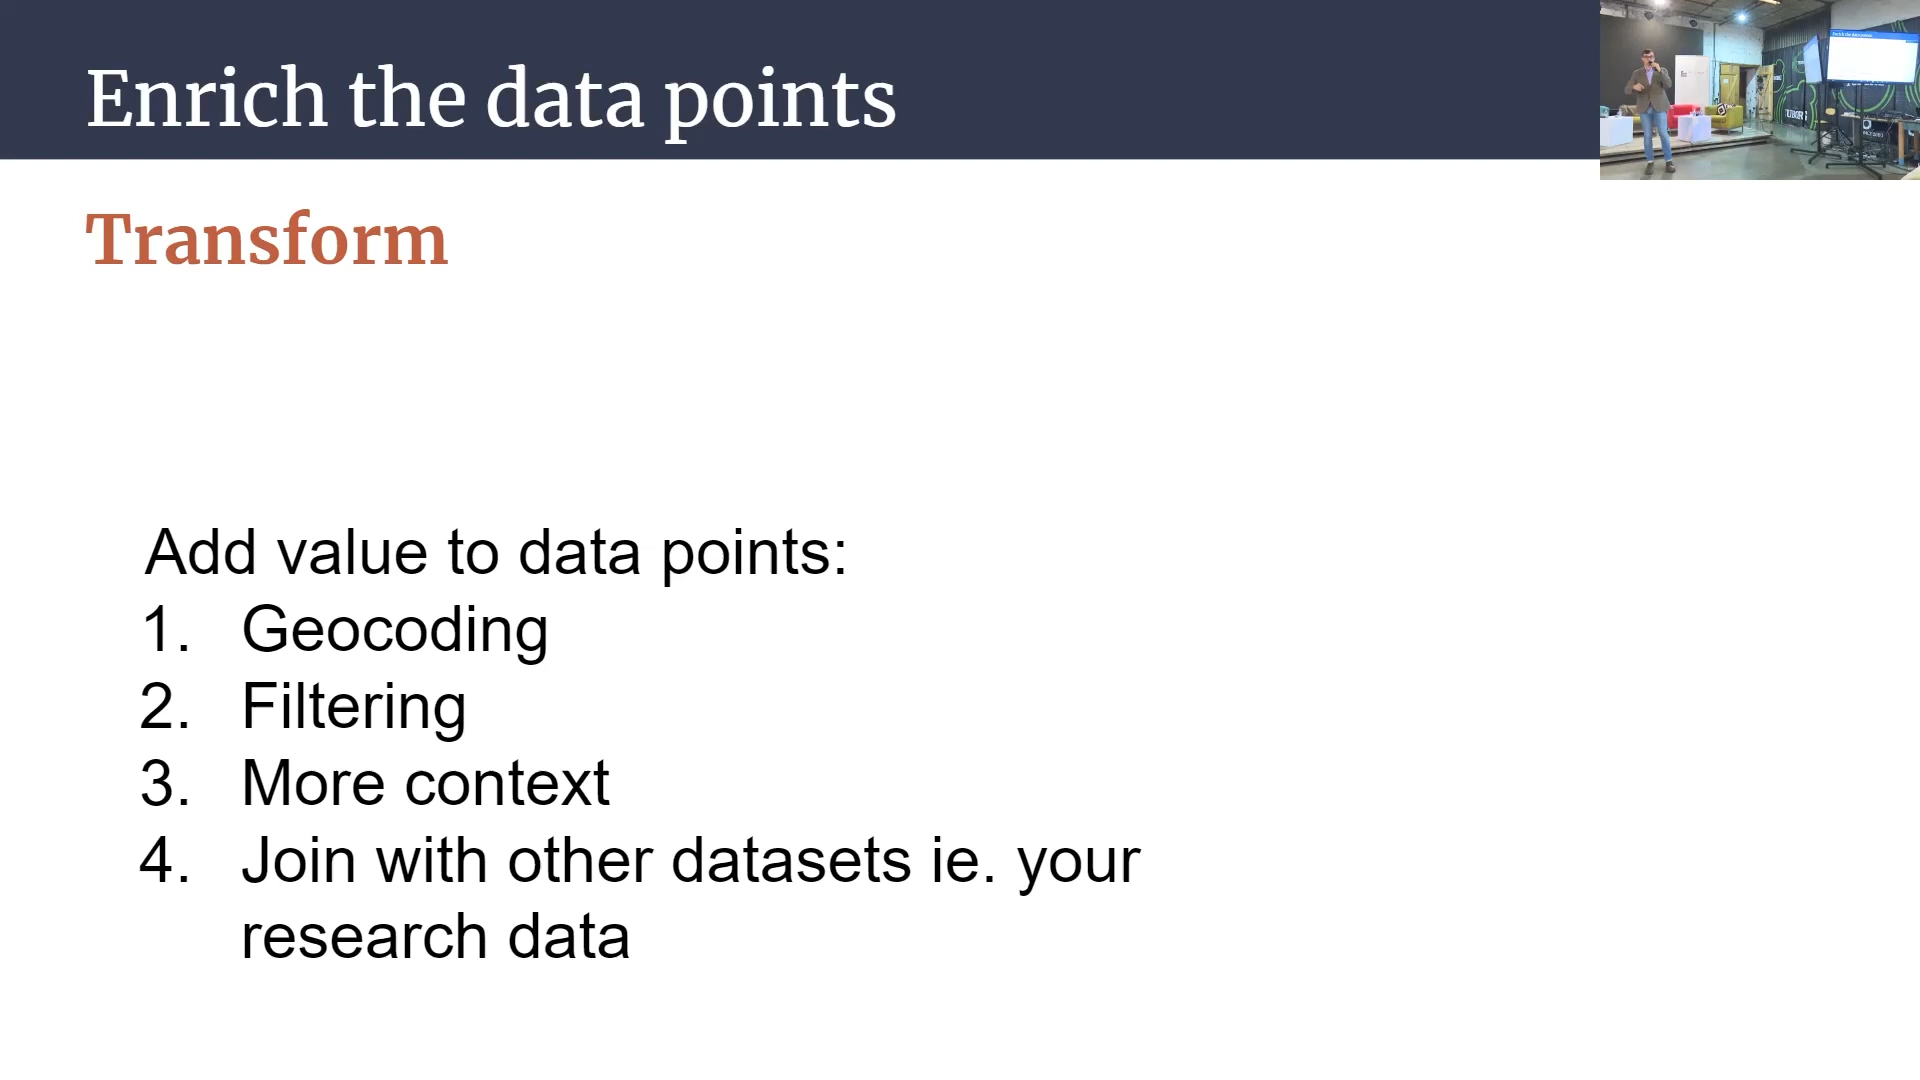 Enrich the data points
Transform
Add value to data points:
1. Geocoding
2. Filtering
3. More context
4. Join with other datasets ie. your
research data